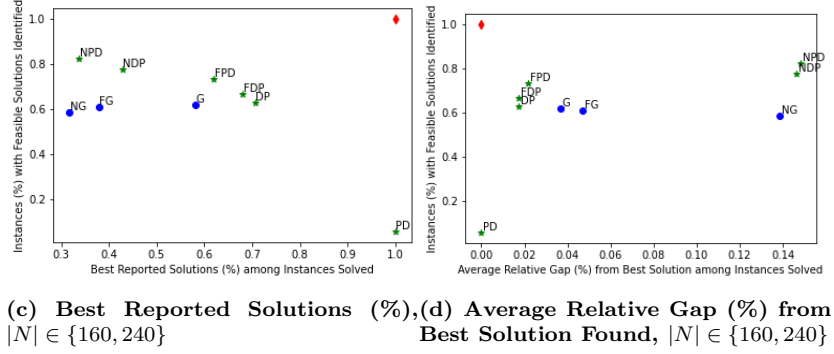 Instances (%) with Feasible Solutions Identified
1.0
0.8
0.6
0.4
0.2
NPD
NDP
FPD
FDP
DP
NG
FG
G
PD
0.3 0.4 0.5 0.6 0.7 0.8 0.9 1.0
Best Reported Solutions (%) among Instances Solved
Instances (%) with Feasible Solutions Identified
1.0
0.8
0.6
0.4
0.2
NPD
NDP
FPD
FDP
DP
G
FG
NG
PD
0.00 0.02 0.04 0.06 0.08 0.10 0.12 0.14
Average Relative Gap (%) from Best Solution among Instances Solved
(c) Best Reported Solutions (%),
|N| ∈ {160, 240}
(d) Average Relative Gap (%) from
Best Solution Found, |N| ∈ {160, 240}